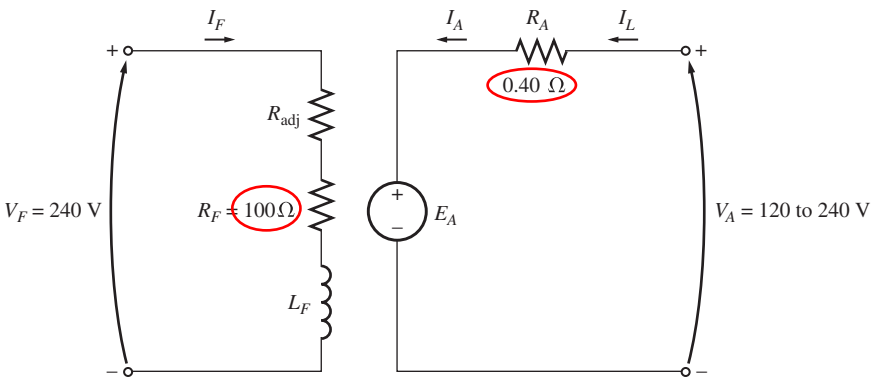 I_F
I_A R_A I_L
+ + 
0.40 Ω
R_adj
V_F = 240 V R_F = 100 Ω + E_A V_A = 120 to 240 V
–
L_F
– –